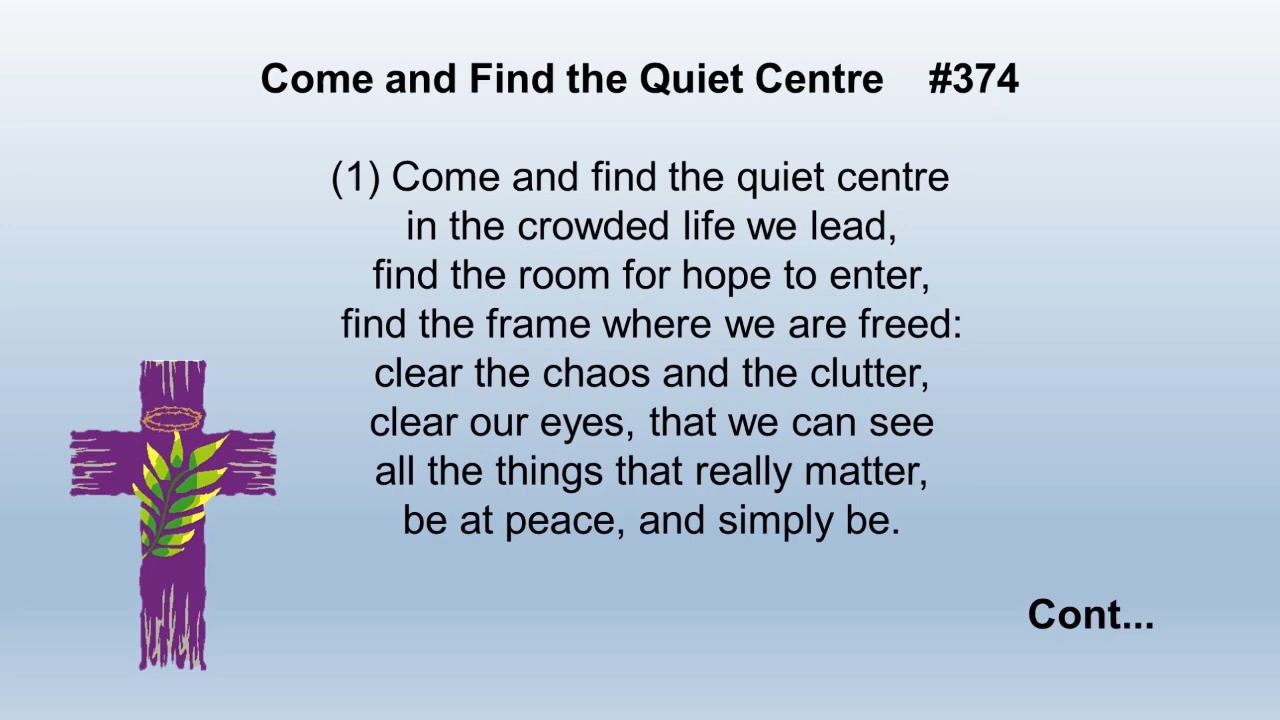 Come and Find the Quiet Centre #374
(1) Come and find the quiet centre
in the crowded life we lead,
find the room for hope to enter,
find the frame where we are freed:
clear the chaos and the clutter,
clear our eyes, that we can see
all the things that really matter,
be at peace, and simply be.
Cont...